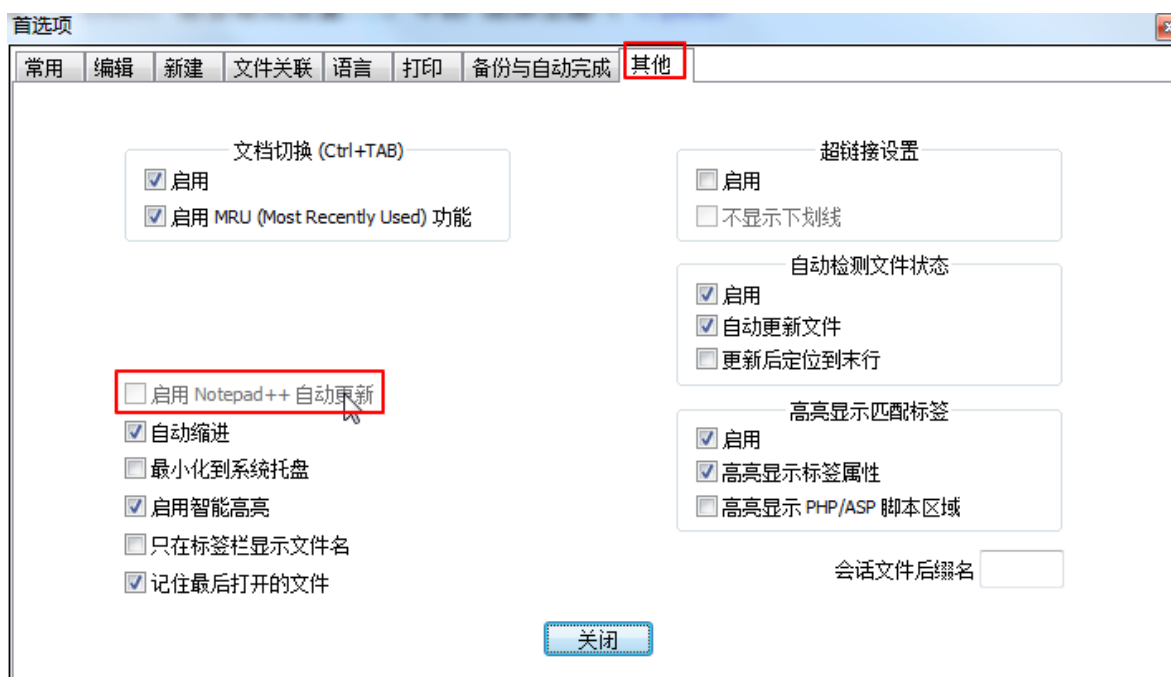 首选项
常用 编辑 新建 文件关联 语言 打印 备份与自动完成 其他
文档切换 (Ctrl+TAB)
启用
启用 MRU (Most Recently Used) 功能
启用 Notepad++ 自动更新
自动缩进
最小化到系统托盘
启用智能高亮
只在标签栏显示文件名
记住最后打开的文件
超链接设置
启用
不显示下划线
自动检测文件状态
启用
自动更新文件
更新后定位到末行
高亮显示匹配标签
启用
高亮显示标签属性
高亮显示 PHP/ASP 脚本区域
会话文件后缀名
关闭